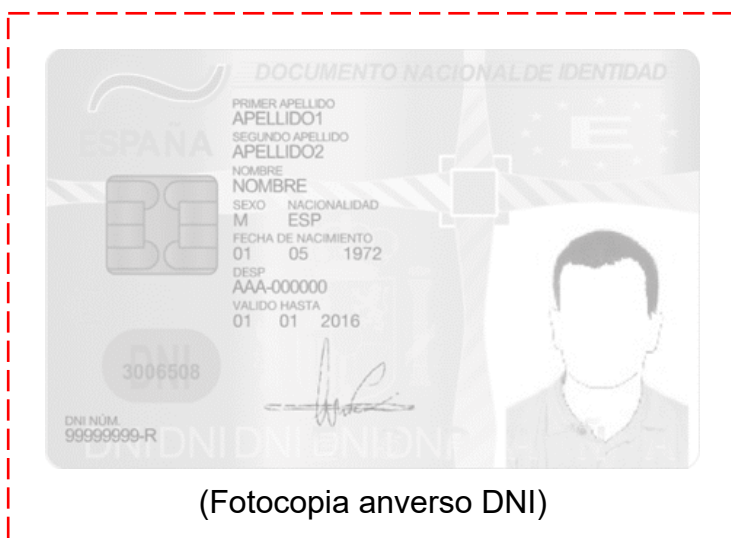 DOCUMENTO NACIONAL DE IDENTIDAD
ESPAÑA
PRIMER APELLIDO
APELLIDO1
SEGUNDO APELLIDO
APELLIDO2
NOMBRE
NOMBRE
SEXO NACIONALIDAD
M ESP
FECHA DE NACIMIENTO
01 05 1972
DESP
AAA-000000
VALIDO HASTA
01 01 2016
DNI
3006508
DNI NÚM.
99999999-R
DNI DNI DNI DNI DNI
(Fotocopia anverso DNI)